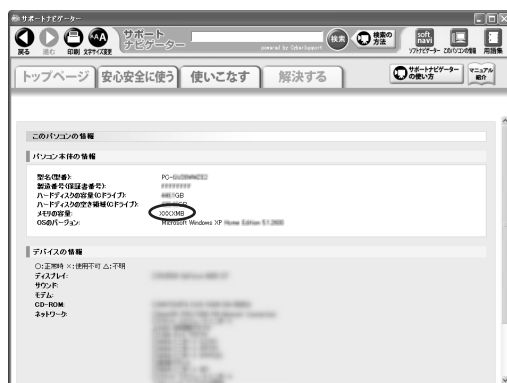 サポートナビゲーター
戻る 進む 印刷 文字サイズ変更
サポート
ナビゲーター
powered by CyberSupport
検索
検索の
方法
soft
navi
ソフトナビゲーター このパソコンの情報 用語集
トップページ 安心安全に使う 使いこなす 解決する
サポートナビゲーター
の使い方
マニュアル
紹介
このパソコンの情報
パソコン本体の情報
型名(型番): PC-
製造番号(保証書番号):
ハードディスクの容量(Cドライブ): GB
ハードディスクの空き領域(Cドライブ): GB
メモリの容量: XXXXMB
OSのバージョン: Microsoft Windows XP Home Edition 5.1.2600
デバイスの情報
○:正常時 ×:使用不可 △:不明
ディスプレイ:
サウンド:
モデム:
CD-ROM:
ネットワーク: